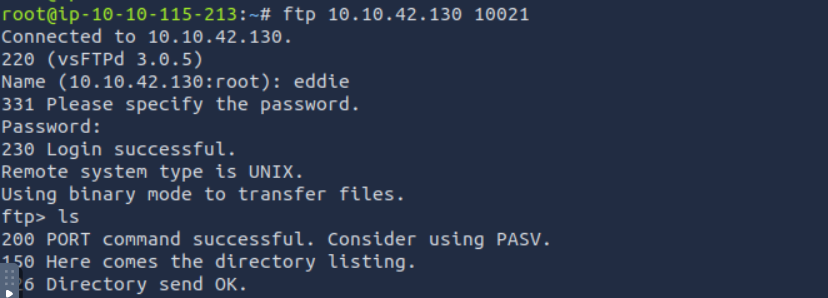 root@ip-10-10-115-213:~# ftp 10.10.42.130 10021
Connected to 10.10.42.130.
220 (vsFTPd 3.0.5)
Name (10.10.42.130:root): eddie
331 Please specify the password.
Password:
230 Login successful.
Remote system type is UNIX.
Using binary mode to transfer files.
ftp> ls
200 PORT command successful. Consider using PASV.
150 Here comes the directory listing.
26 Directory send OK.